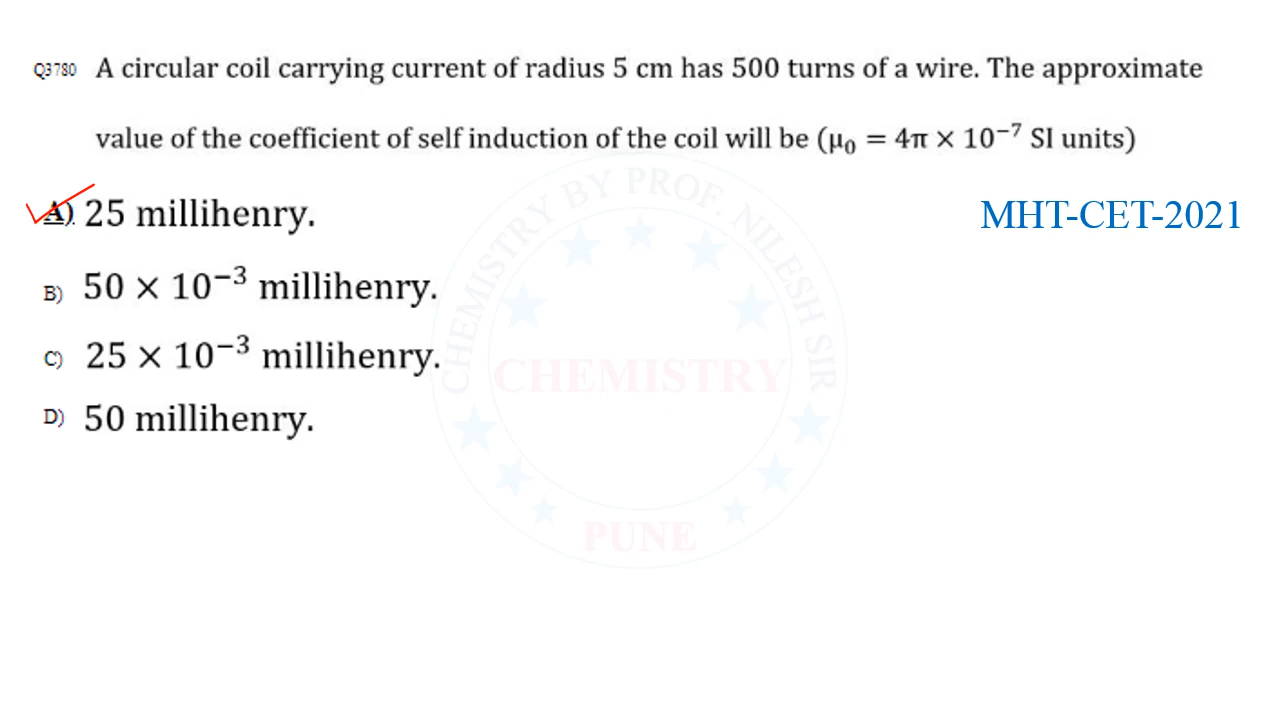 Q3780 A circular coil carrying current of radius 5 cm has 500 turns of a wire. The approximate
value of the coefficient of self induction of the coil will be (μ₀ = 4π × 10⁻⁷ SI units)
A) 25 millihenry.
MHT-CET-2021
B) 50 × 10⁻³ millihenry.
C) 25 × 10⁻³ millihenry.
D) 50 millihenry.
CHEMISTRY BY PROF. NILESH SIR
CHEMISTRY
PUNE